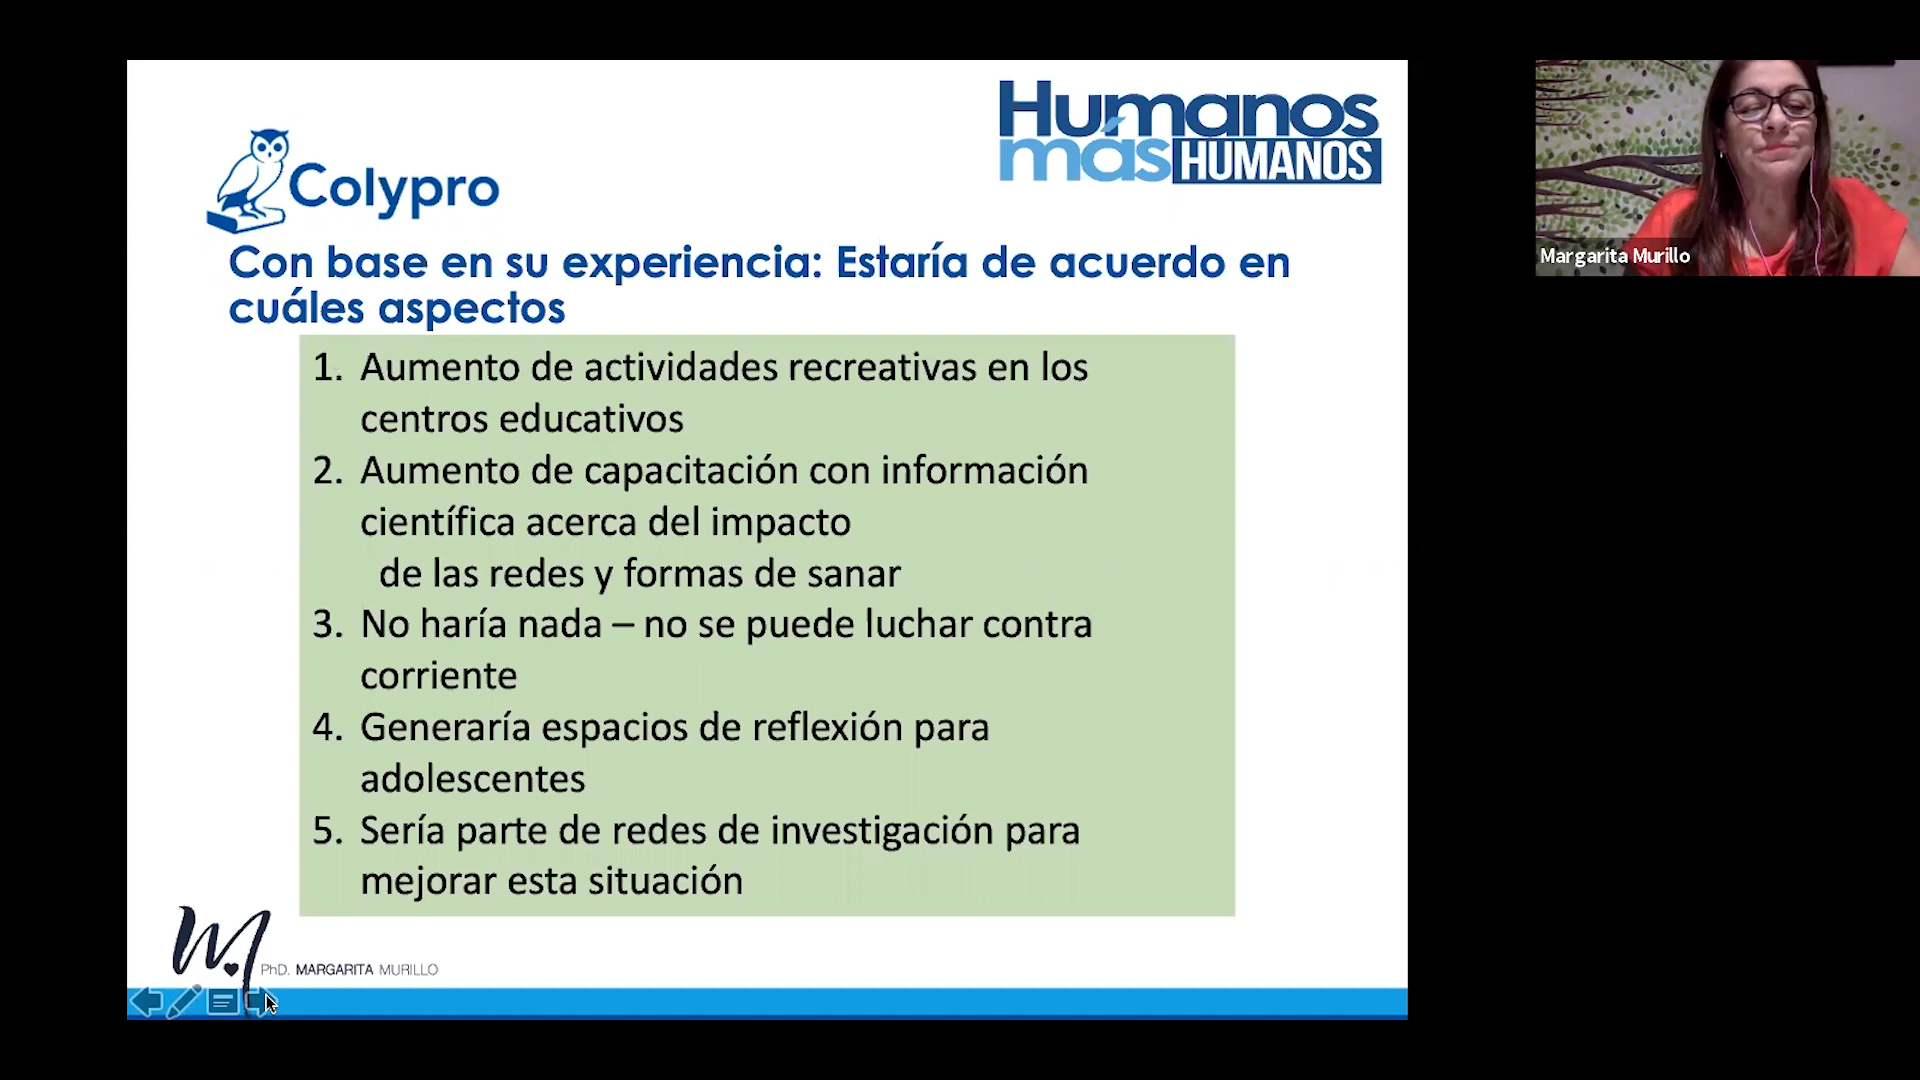 Humanos
más HUMANOS
Colypro
Con base en su experiencia: Estaría de acuerdo en
cuáles aspectos
1. Aumento de actividades recreativas en los
centros educativos
2. Aumento de capacitación con información
científica acerca del impacto
de las redes y formas de sanar
3. No haría nada – no se puede luchar contra
corriente
4. Generaría espacios de reflexión para
adolescentes
5. Sería parte de redes de investigación para
mejorar esta situación
M
PhD. MARGARITA MURILLO
Margarita Murillo